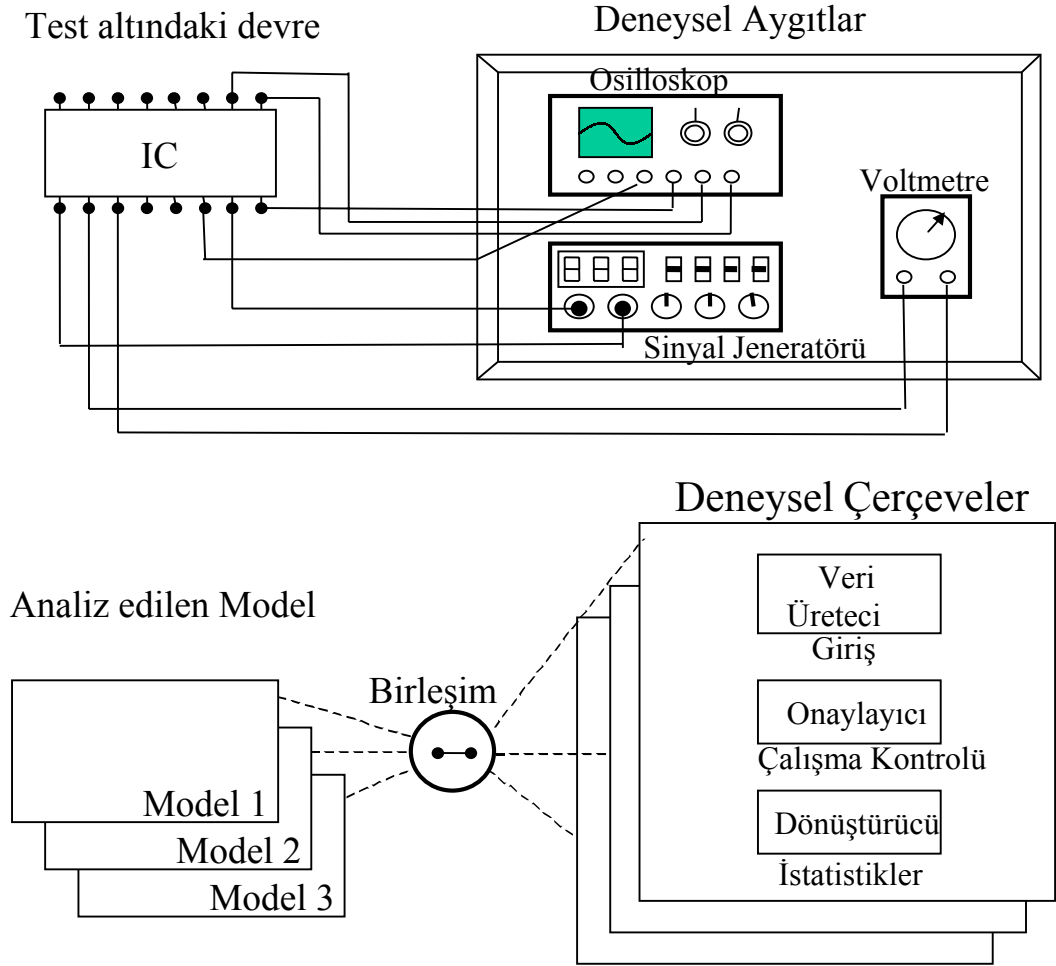 Test altındaki devre
Deneysel Aygıtlar
Osilloskop
IC
Voltmetre
Sinyal Jeneratörü
Deneysel Çerçeveler
Analiz edilen Model
Birleşim
Veri
Üreteci
Giriş
Onaylayıcı
Çalışma Kontrolü
Dönüştürücü
İstatistikler
Model 1
Model 2
Model 3